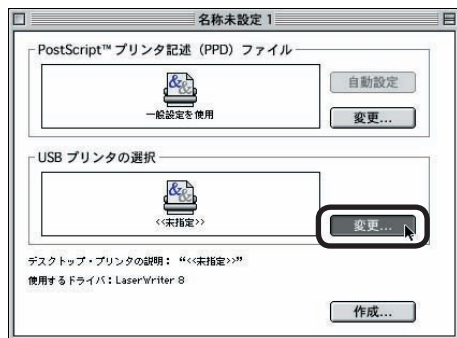 名称未設定 1
PostScript™ プリンタ記述（PPD）ファイル
自動設定
一般設定を使用
変更...
USB プリンタの選択
<<未指定>>
変更...
デスクトップ・プリンタの説明： “<<未指定>>”
使用するドライバ：LaserWriter 8
作成...